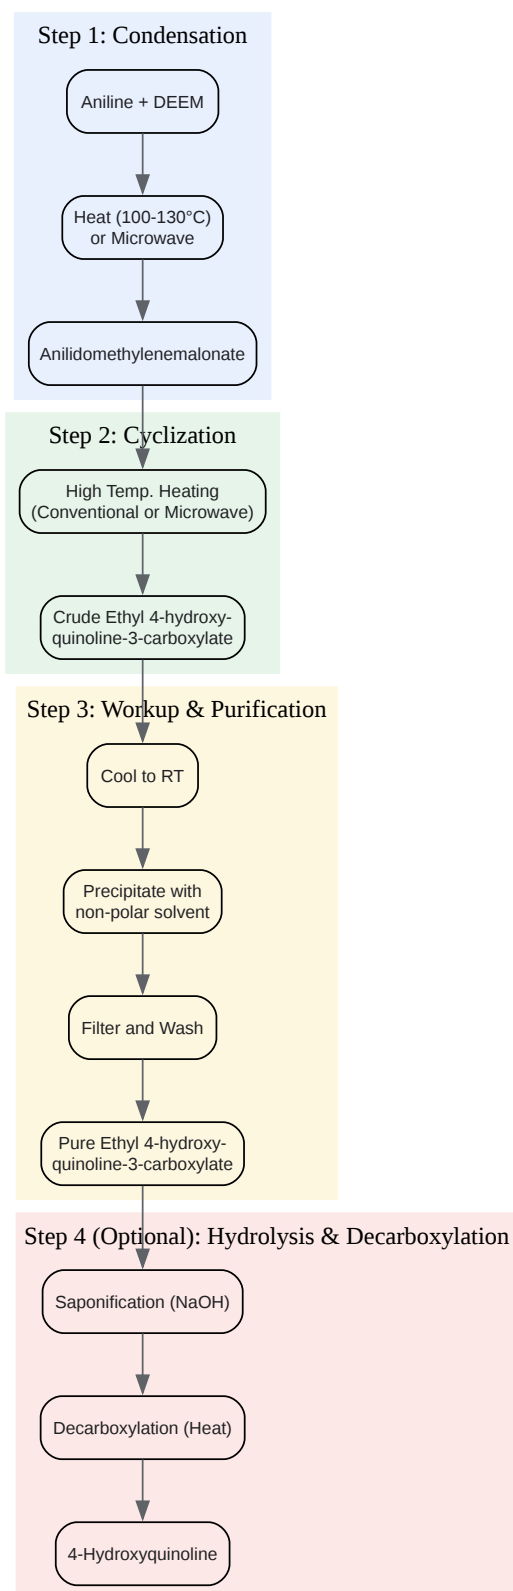 Step 1: Condensation
Aniline + DEEM
Heat (100-130°C)
or Microwave
Anilidomethylenemalonate
Step 2: Cyclization
High Temp. Heating
(Conventional or Microwave)
Crude Ethyl 4-hydroxy-
quinoline-3-carboxylate
Step 3: Workup & Purification
Cool to RT
Precipitate with
non-polar solvent
Filter and Wash
Pure Ethyl 4-hydroxy-
quinoline-3-carboxylate
Step 4 (Optional): Hydrolysis & Decarboxylation
Saponification (NaOH)
Decarboxylation (Heat)
4-Hydroxyquinoline